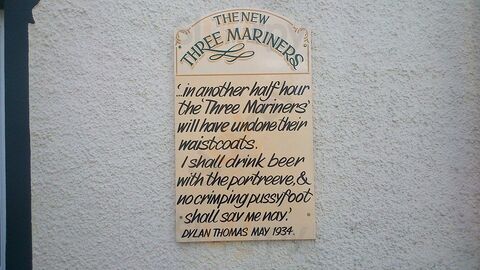 THE NEW
THREE MARINERS
'...in another half hour
the 'Three Mariners'
will have undone their
waistcoats.
I shall drink beer
with the portreeve, &
no crimping pussyfoot
shall say me nay.'
DYLAN THOMAS MAY 1934.